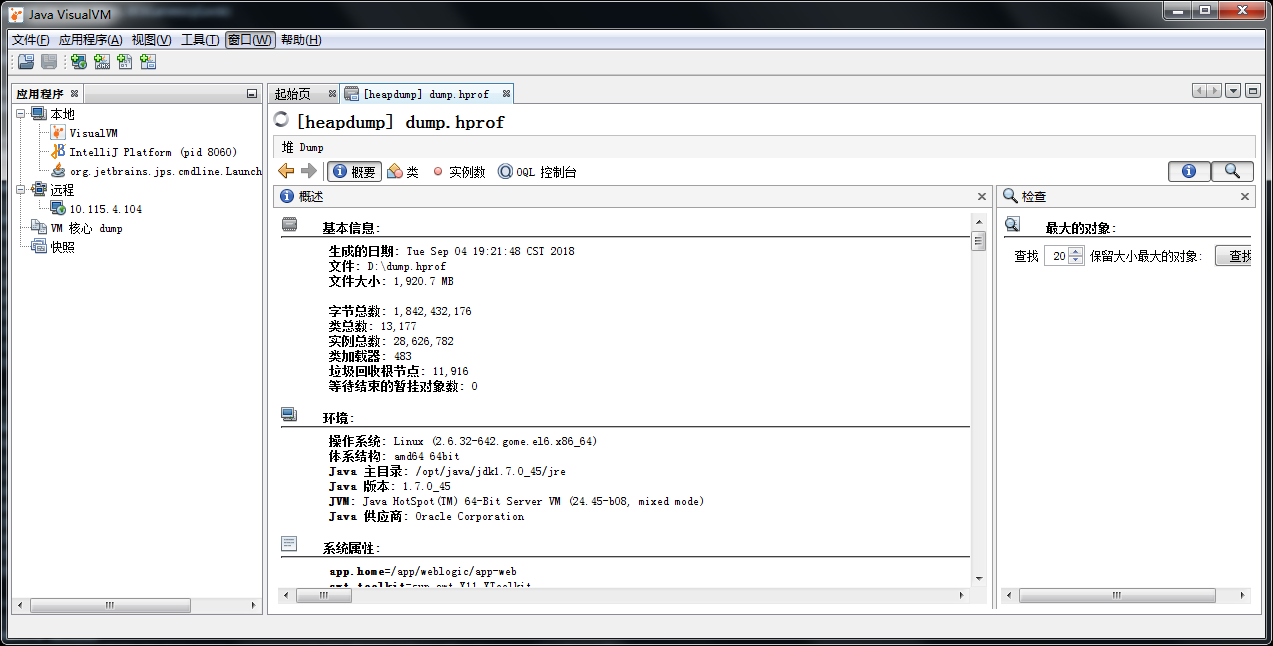 Java VisualVM
文件(F) 应用程序(A) 视图(V) 工具(T) 窗口(W) 帮助(H)
应用程序
本地
VisualVM
IntelliJ Platform (pid 8060)
org.jetbrains.jps.cmdline.Launch
远程
10.115.4.104
VM 核心 dump
快照
起始页 [heapdump] dump.hprof
[heapdump] dump.hprof
堆 Dump
概要 类 实例数 OQL 控制台
概述
基本信息:
生成的日期: Tue Sep 04 19:21:48 CST 2018
文件: D:\dump.hprof
文件大小: 1,920.7 MB
字节总数: 1,842,432,176
类总数: 13,177
实例总数: 28,626,782
类加载器: 483
垃圾回收根节点: 11,916
等待结束的暂挂对象数: 0
环境:
操作系统: Linux (2.6.32-642.gome.el6.x86_64)
体系结构: amd64 64bit
Java 主目录: /opt/java/jdk1.7.0_45/jre
Java 版本: 1.7.0_45
JVM: Java HotSpot(TM) 64-Bit Server VM (24.45-b08, mixed mode)
Java 供应商: Oracle Corporation
系统属性:
app.home=/app/weblogic/app-web
检查
最大的对象:
查找 20 保留大小最大的对象: 查找